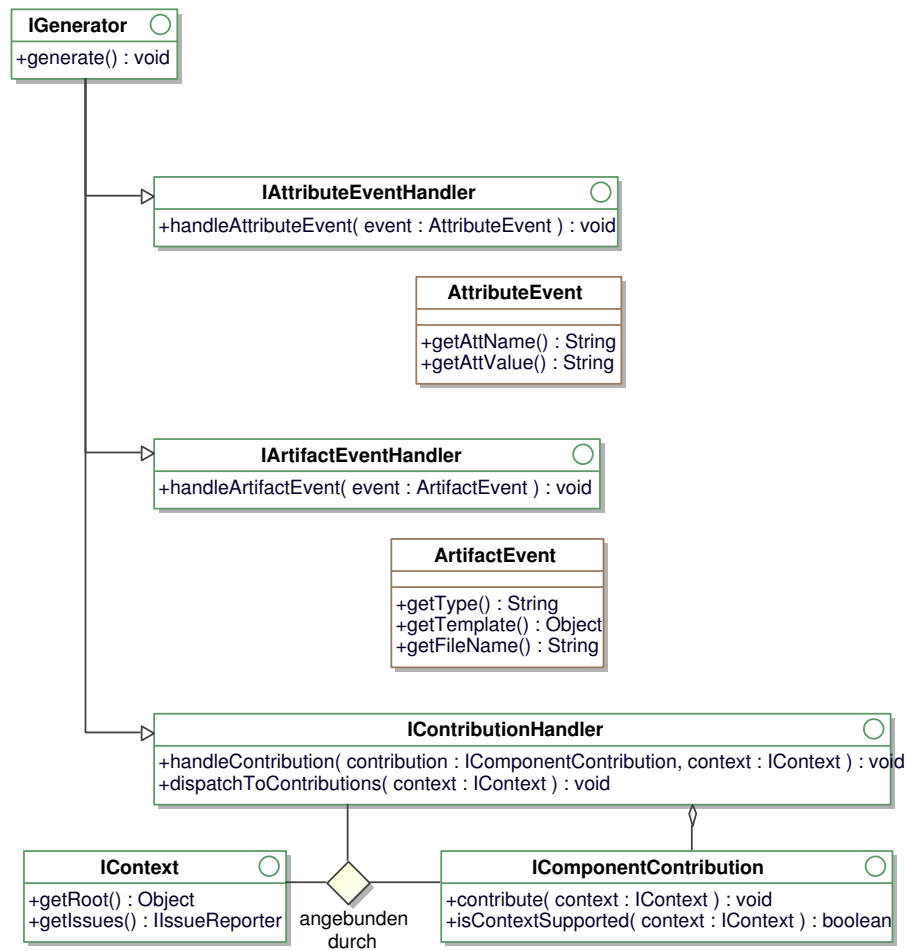 IGenerator
+generate() : void
IAttributeEventHandler
+handleAttributeEvent( event : AttributeEvent ) : void
AttributeEvent
+getAttName() : String
+getAttValue() : String
IArtifactEventHandler
+handleArtifactEvent( event : ArtifactEvent ) : void
ArtifactEvent
+getType() : String
+getTemplate() : Object
+getFileName() : String
IContributionHandler
+handleContribution( contribution : IComponentContribution, context : IContext ) : void
+dispatchToContributions( context : IContext ) : void
IContext
+getRoot() : Object
+getIssues() : IIssueReporter
angebunden
durch
IComponentContribution
+contribute( context : IContext ) : void
+isContextSupported( context : IContext ) : boolean